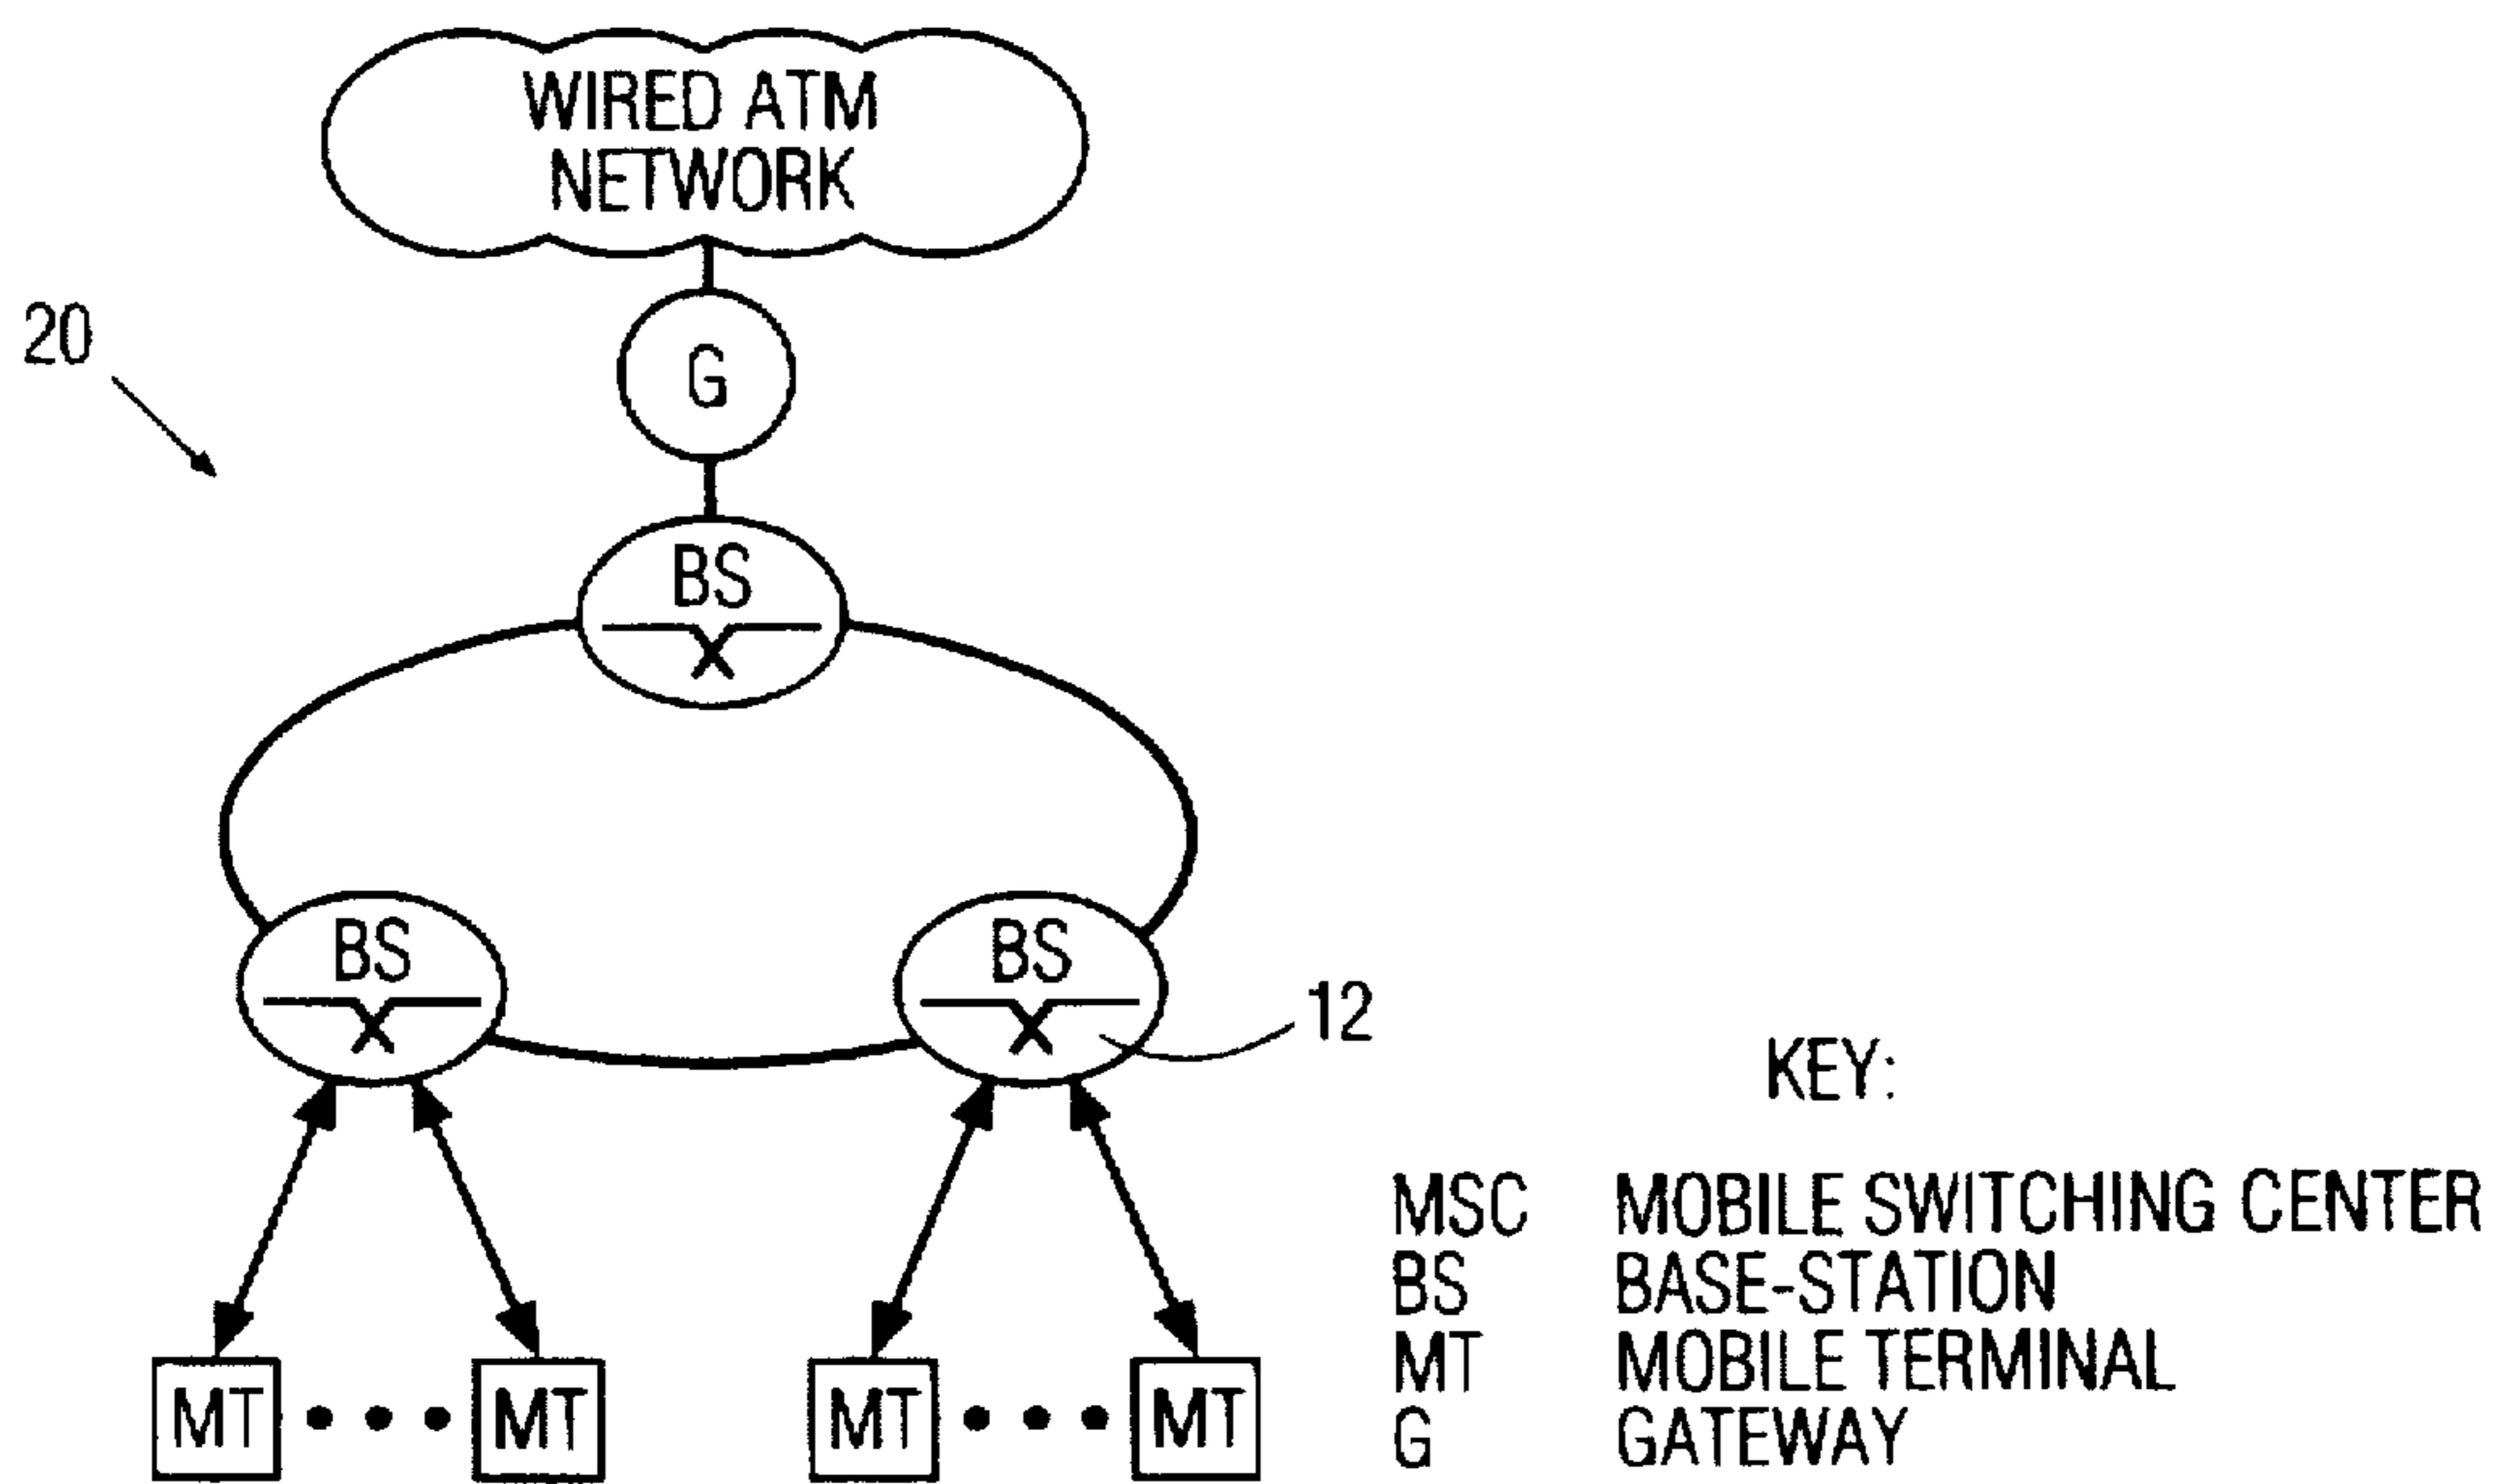 WIRED ATM
NETWORK
20
G
BS
X
BS
BS
X
X
12
KEY:
MSC MOBILE SWITCHING CENTER
BS BASE-STATION
MT MOBILE TERMINAL
G GATEWAY
MT ••• MT MT ••• MT